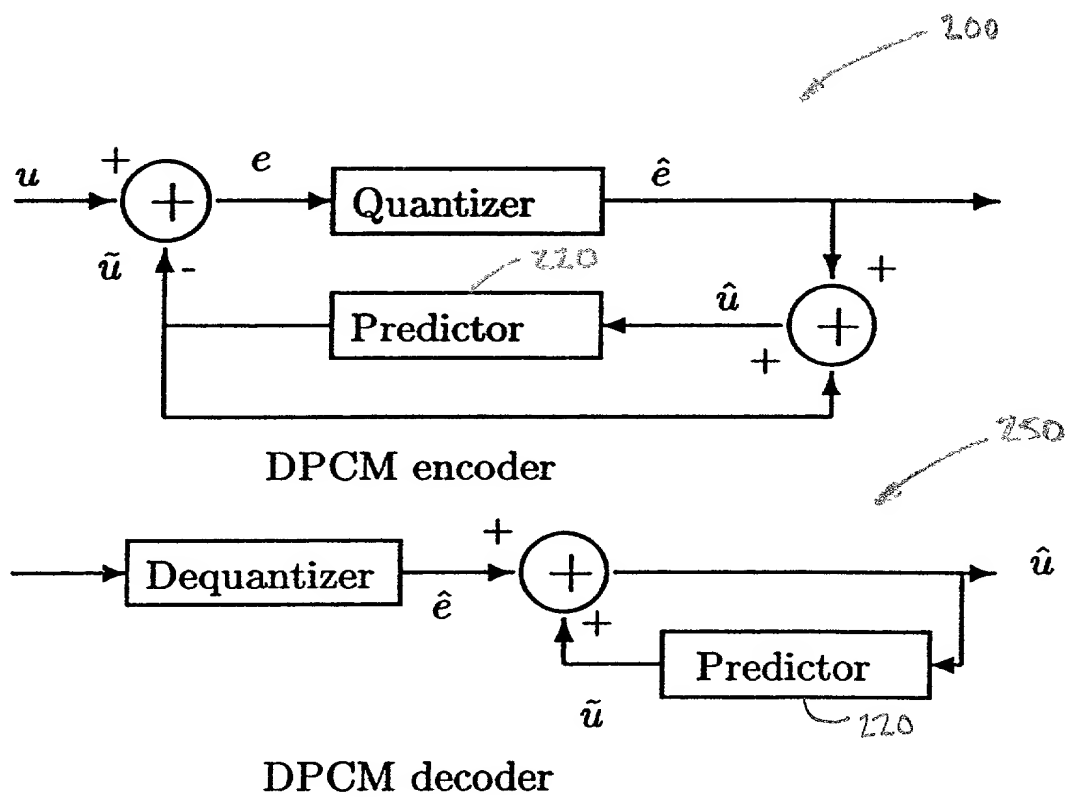 200
+
u
e
ê
+
Quantizer
ũ
-
220
û
+
Predictor
+
+
250
DPCM encoder
+
Dequantizer
+
û
ê
+
Predictor
ũ
220
DPCM decoder